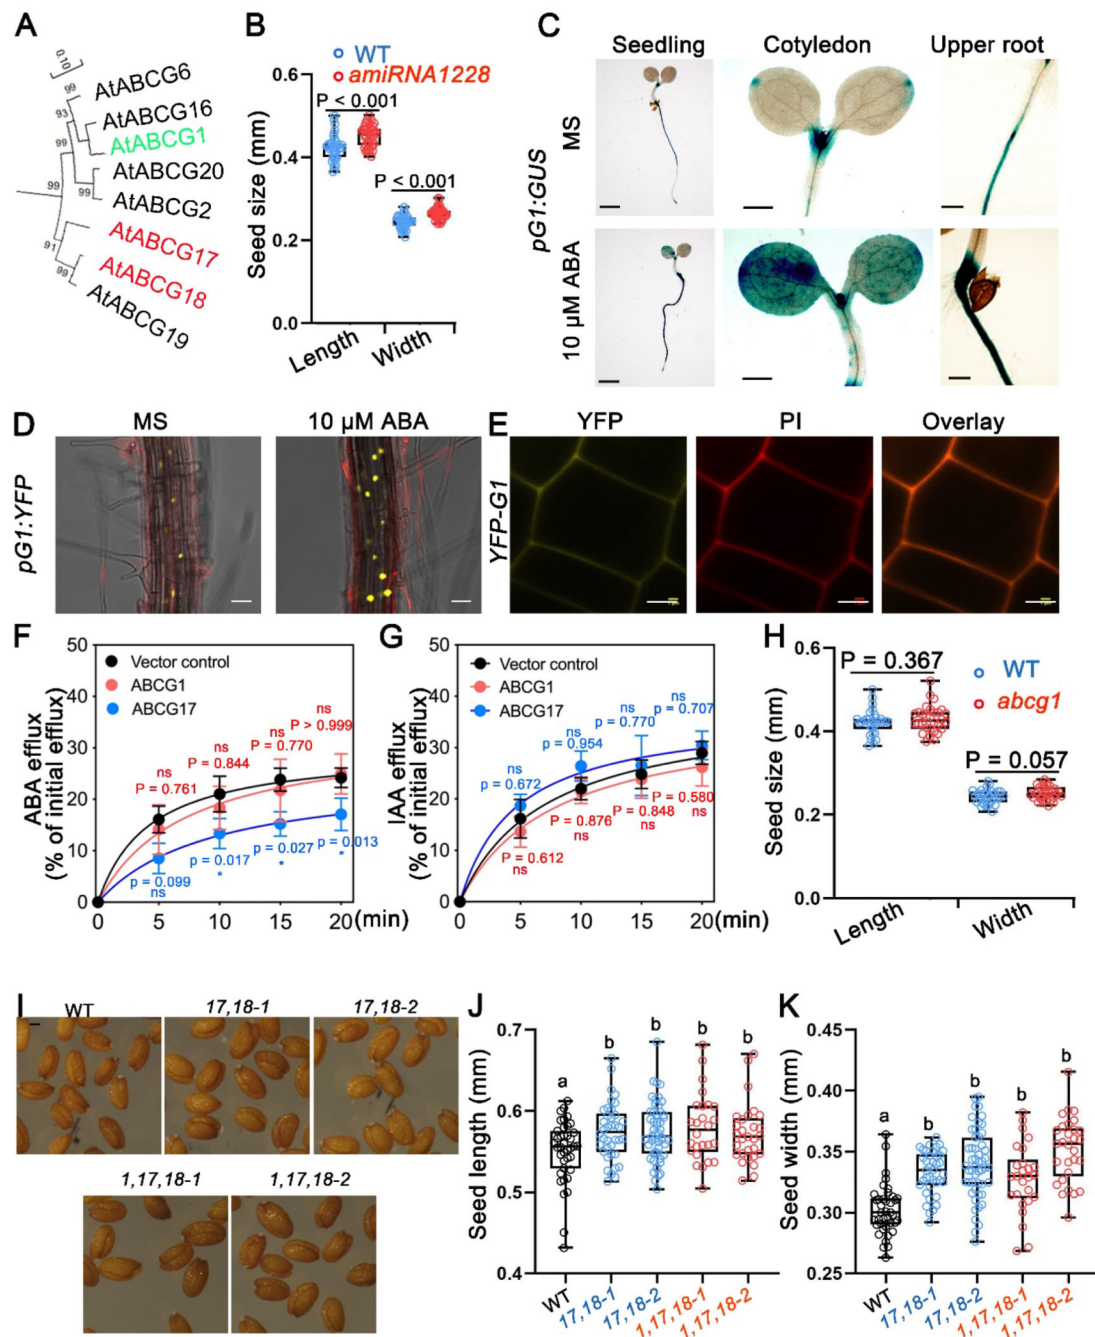 A
0.10
99
AtABCG6
93
AtABCG16
AtABCG1
99
AtABCG20
99
AtABCG2
99
AtABCG17
91
AtABCG18
99
AtABCG19
B
WT
amiRNA1228
P < 0.001
P < 0.001
Seed size (mm)
0.6
0.4
0.2
0.0
Length
Width
C
Seedling
Cotyledon
Upper root
pG1:GUS
MS
10 µM ABA
D
MS
10 µM ABA
pG1:YFP
E
YFP
PI
Overlay
YFP-G1
F
ABA efflux
(% of initial efflux)
50
40
30
20
10
0
Vector control
ABCG1
ABCG17
ns
P = 0.761
ns
P = 0.844
ns
P = 0.770
ns
P > 0.999
p = 0.099
ns
p = 0.017
*
p = 0.027
*
p = 0.013
*
0 5 10 15 20 (min)
G
IAA efflux
(% of initial efflux)
50
40
30
20
10
0
Vector control
ABCG1
ABCG17
ns
p = 0.672
ns
p = 0.954
ns
p = 0.770
ns
p = 0.707
P = 0.612
ns
p = 0.876
ns
P = 0.848
ns
P = 0.580
ns
0 5 10 15 20 (min)
H
P = 0.367
WT
abcg1
P = 0.057
Seed size (mm)
0.6
0.4
0.2
0.0
Length
Width
I
WT
17,18-1
17,18-2
1,17,18-1
1,17,18-2
J
Seed length (mm)
0.7
0.6
0.5
0.4
a
b
b
b
b
WT
17,18-1
17,18-2
1,17,18-1
1,17,18-2
K
Seed width (mm)
0.45
0.40
0.35
0.30
0.25
a
b
b
b
b
WT
17,18-1
17,18-2
1,17,18-1
1,17,18-2